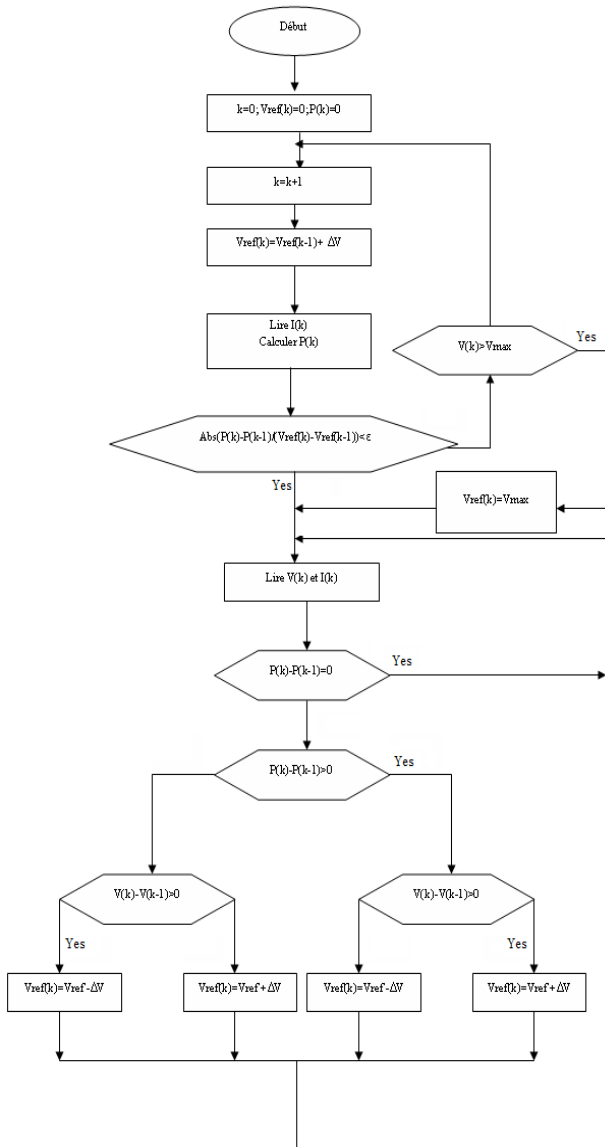 Début
k=0; Vref(k)=0;P(k)=0
k=k+1
Vref(k)=Vref(k-1)+ ΔV
Lire I(k)
Calculer P(k)
V(k)>Vmax
Yes
Abs(P(k)-P(k-1)/(Vref(k)-Vref(k-1))<ε
Yes
Vref(k)=Vmax
Lire V(k) et I(k)
P(k)-P(k-1)=0
Yes
P(k)-P(k-1)>0
Yes
V(k)-V(k-1)>0
V(k)-V(k-1)>0
Yes
Yes
Vref(k)=Vref-ΔV
Vref(k)=Vref+ΔV
Vref(k)=Vref-ΔV
Vref(k)=Vref+ΔV